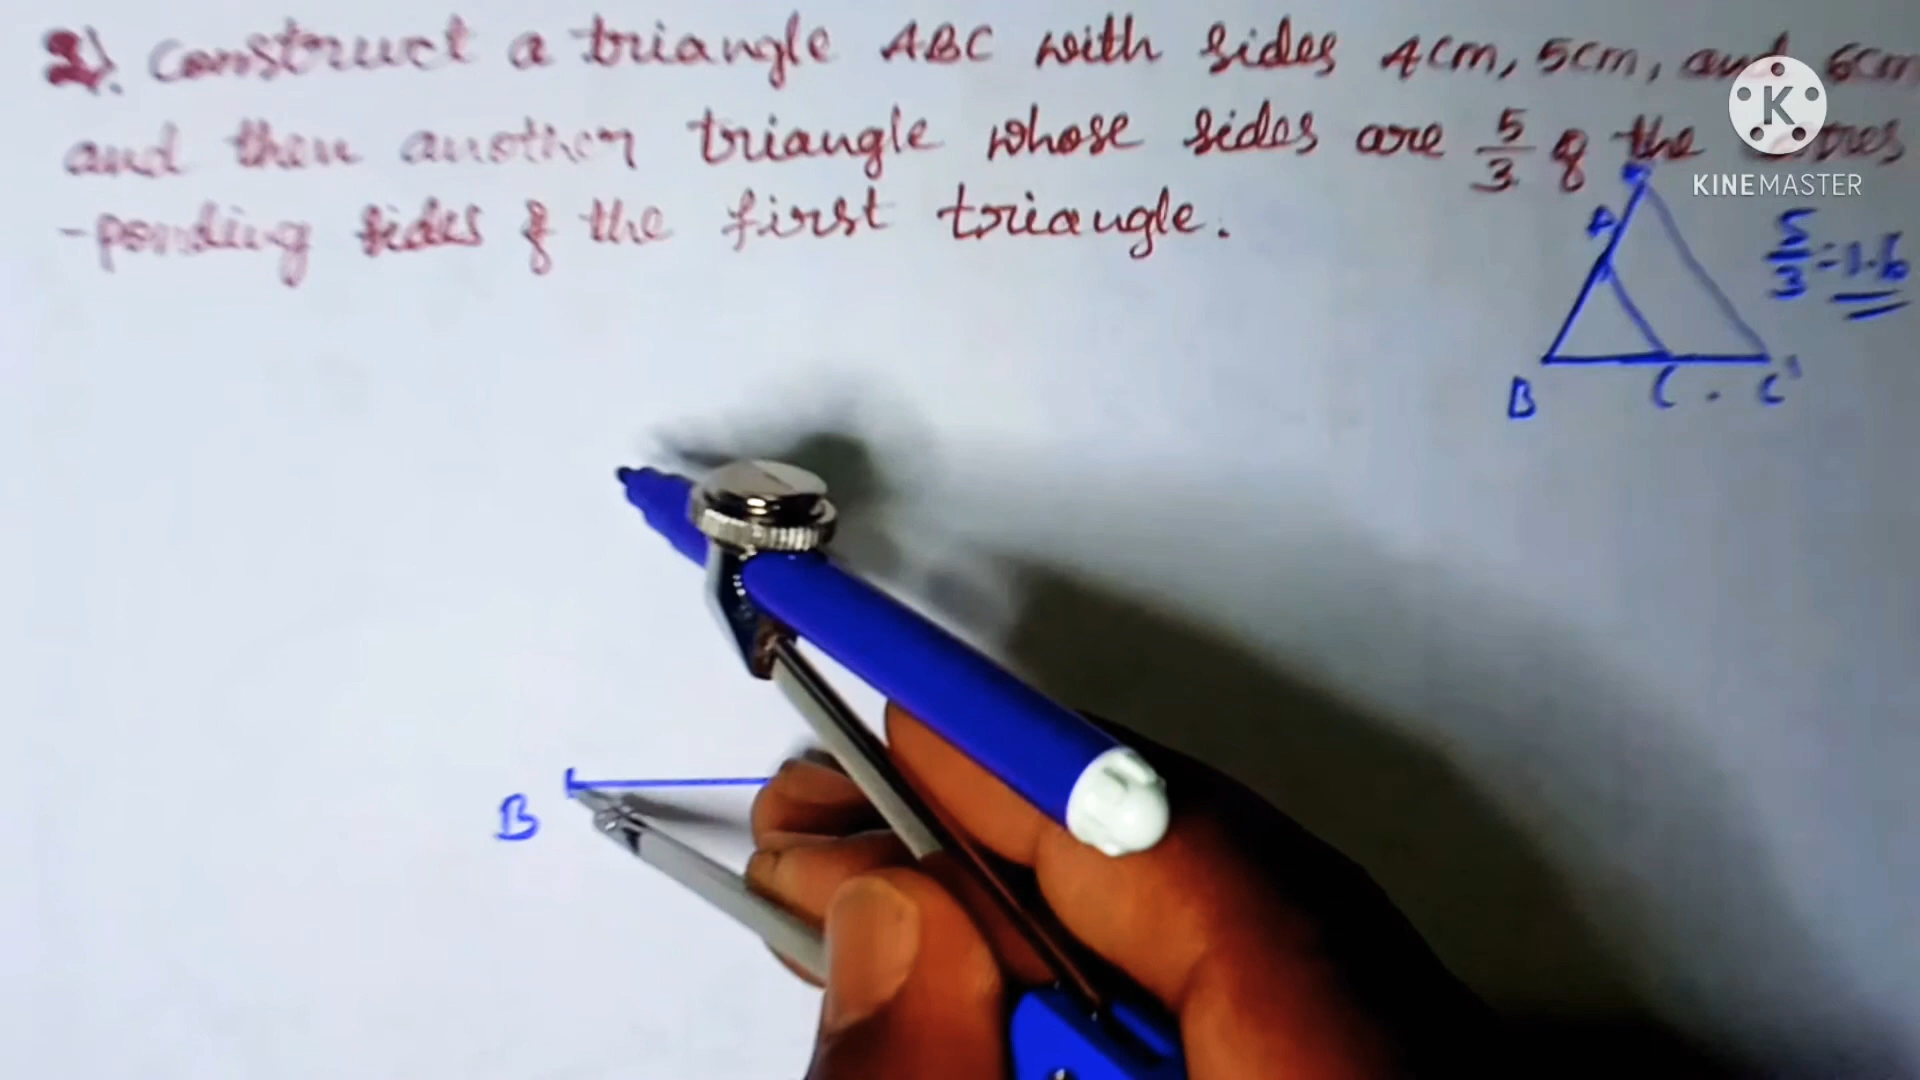 2). Construct a triangle ABC with sides 4cm, 5cm, and 6cm
and then another triangle whose sides are 5/3 of the corres
-ponding sides of the first triangle.
K
KINEMASTER
A
5/3 = 1.6
B C C'
B